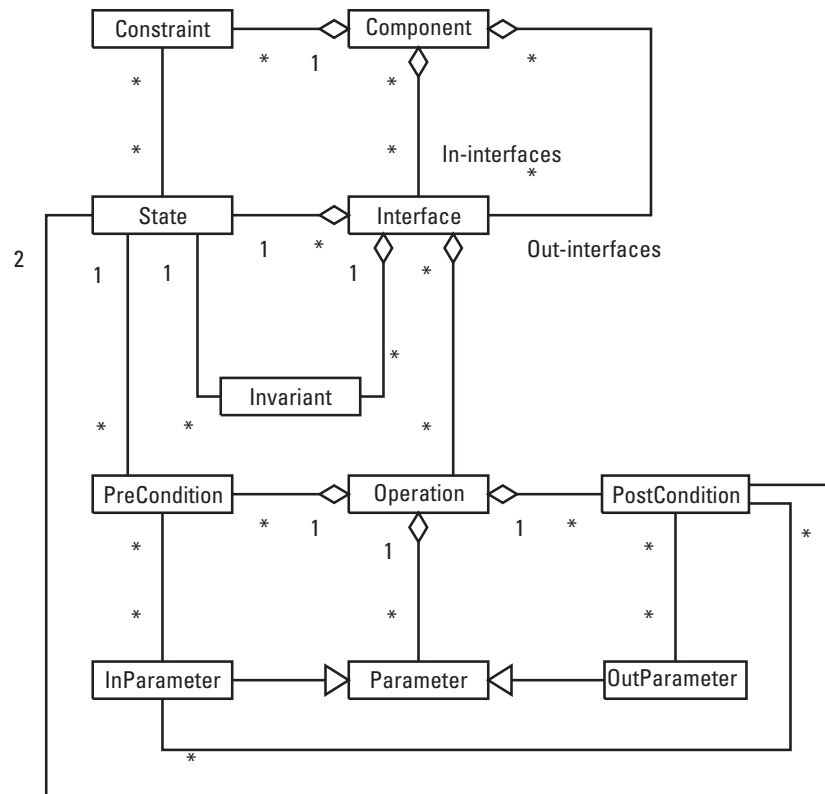 Constraint
Component
*
1
*
*
*
*
*
In-interfaces
*
State
Interface
2
1
1
1
*
1
*
Out-interfaces
*
Invariant
*
*
*
PreCondition
Operation
PostCondition
*
1
1
*
*
*
1
*
*
*
*
InParameter
Parameter
OutParameter
*